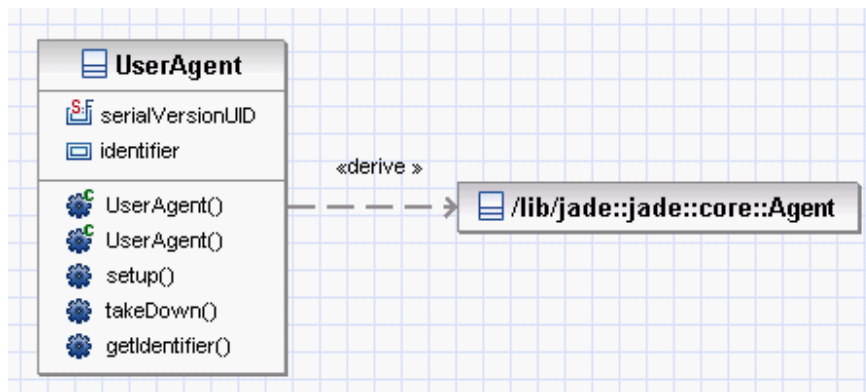 UserAgent
S F
serialVersionUID
identifier
«derive »
C UserAgent()
C UserAgent()
setup()
takeDown()
getIdentifier()
/lib/jade::jade::core::Agent